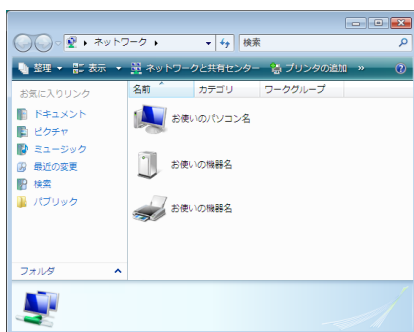 ネットワーク
検索
整理 表示 ネットワークと共有センター プリンタの追加 »
お気に入りリンク
ドキュメント
ピクチャ
ミュージック
最近の変更
検索
パブリック
フォルダ
名前 カテゴリ ワークグループ
お使いのパソコン名
お使いの機器名
お使いの機器名